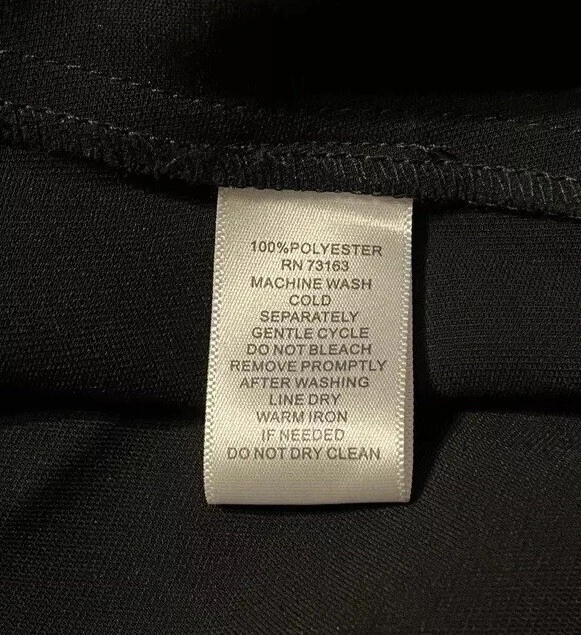 100%POLYESTER
RN 73163
MACHINE WASH
COLD
SEPARATELY
GENTLE CYCLE
DO NOT BLEACH
REMOVE PROMPTLY
AFTER WASHING
LINE DRY
WARM IRON
IF NEEDED
DO NOT DRY CLEAN